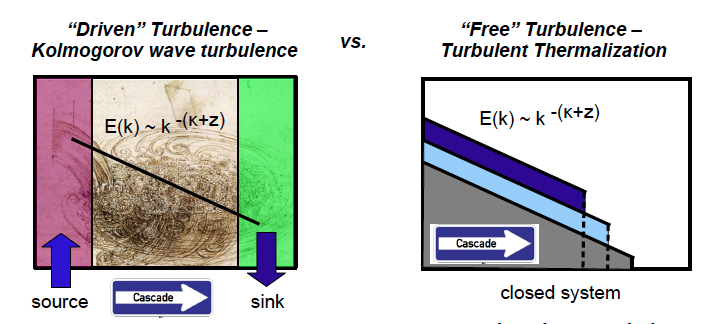 “Driven” Turbulence –
Kolmogorov wave turbulence
vs.
“Free” Turbulence –
Turbulent Thermalization
E(k) ~ k -(κ+z)
source
Cascade
sink
E(k) ~ k -(κ+z)
Cascade
closed system